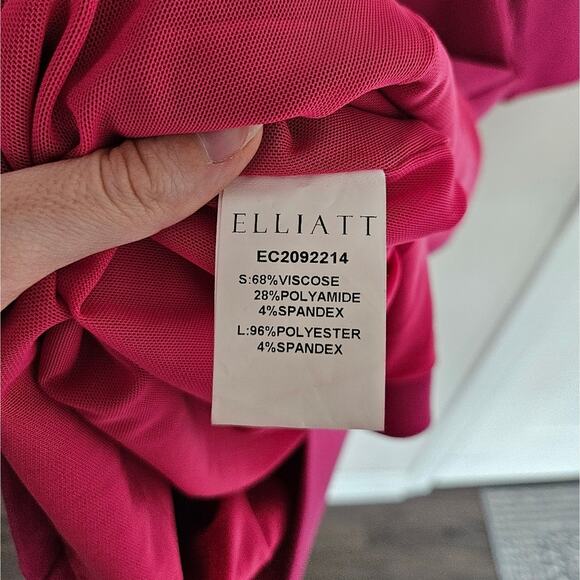 ELLIATT
EC2092214
S:68%VISCOSE
28%POLYAMIDE
4%SPANDEX
L:96%POLYESTER
4%SPANDEX